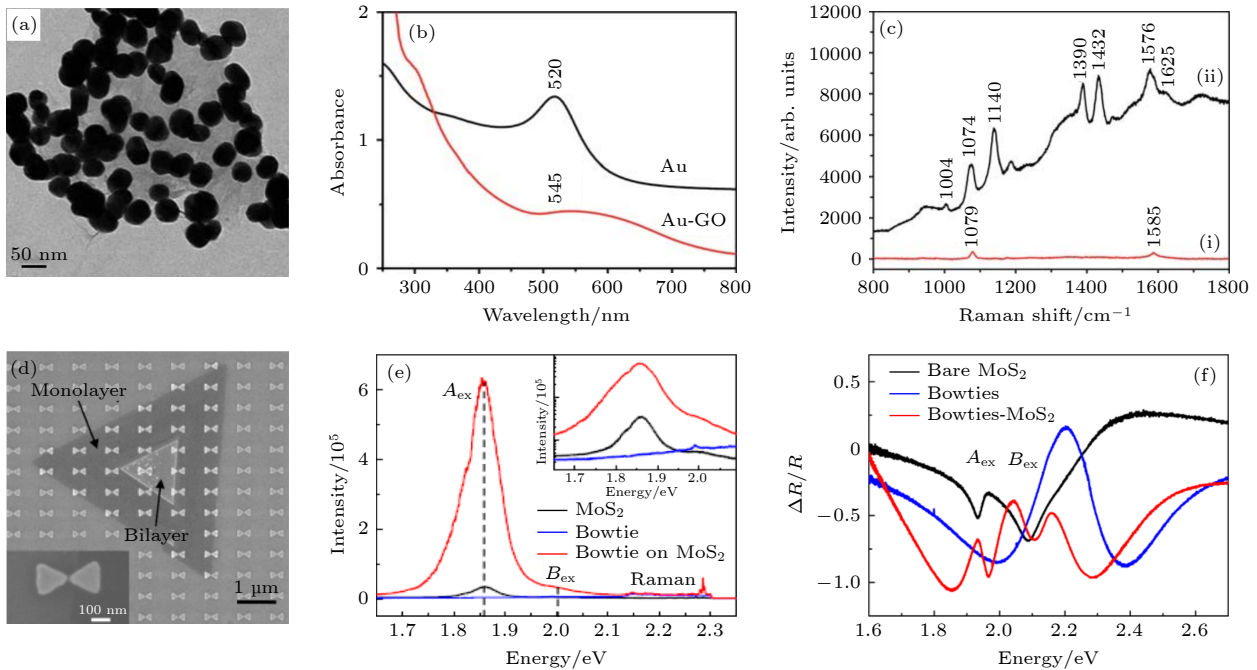 (a)
50 nm
(b)
Absorbance
2
1
0
520
545
Au
Au-GO
300 400 500 600 700 800
Wavelength/nm
(c)
Intensity/arb. units
12000
10000
8000
6000
4000
2000
0
1004
1074
1140
1390
1432
1576
1625
(ii)
1079
1585
(i)
800 1000 1200 1400 1600 1800
Raman shift/cm⁻¹
(d)
Monolayer
Bilayer
1 µm
100 nm
(e)
Intensity/10⁵
6
4
2
0
Aₑₓ
Bₑₓ
Raman
Intensity/10⁵
1.7 1.8 1.9 2.0
Energy/eV
MoS₂
Bowtie
Bowtie on MoS₂
1.7 1.8 1.9 2.0 2.1 2.2 2.3
Energy/eV
(f)
ΔR/R
0.5
0
-0.5
-1.0
Bare MoS₂
Bowties
Bowties-MoS₂
Aₑₓ Bₑₓ
1.6 1.8 2.0 2.2 2.4 2.6
Energy/eV